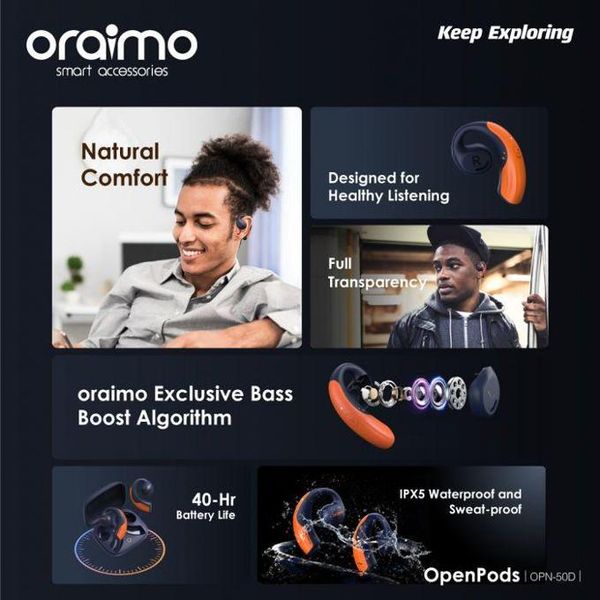 oraimo
smart accessories
Keep Exploring
Natural
Comfort
Designed for
Healthy Listening
R
Full
Transparency
oraimo Exclusive Bass
Boost Algorithm
40-Hr
Battery Life
IPX5 Waterproof and
Sweat-proof
OpenPods | OPN-50D |